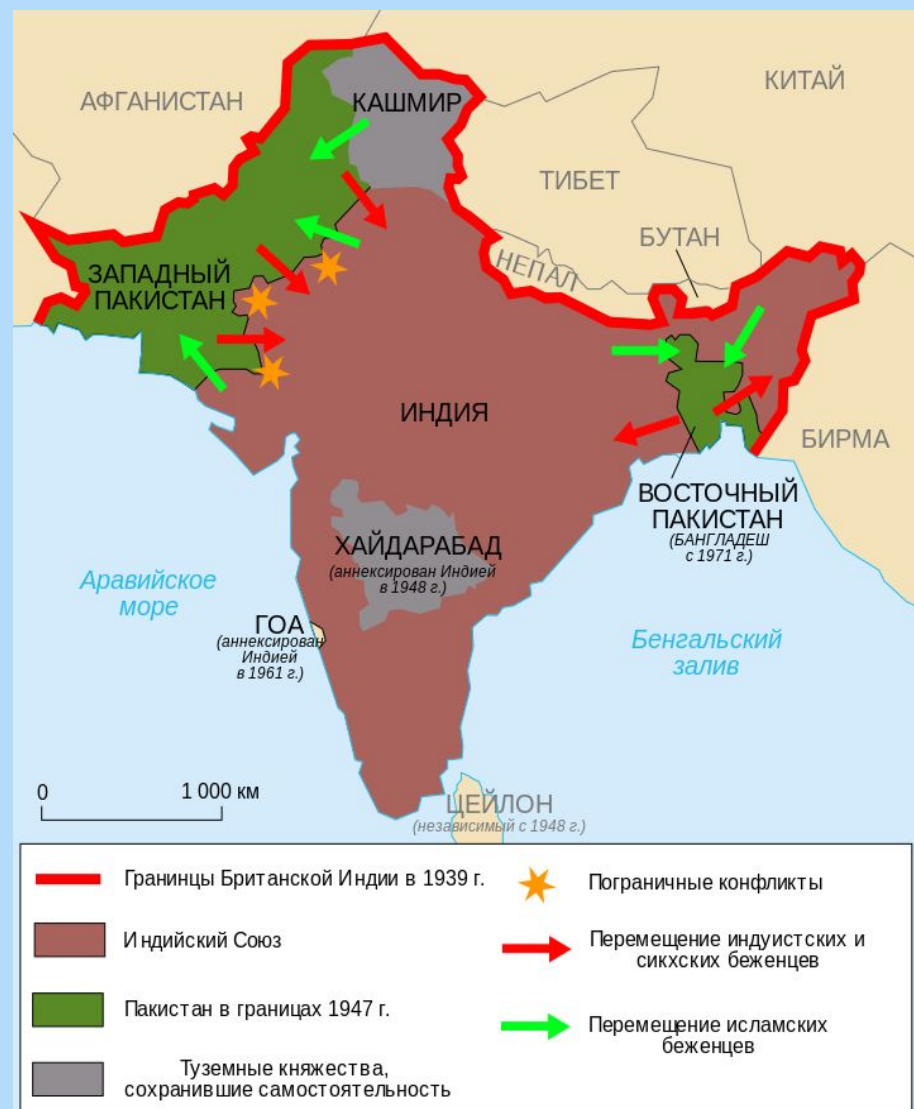 АФГАНИСТАН
КИТАЙ
КАШМИР
ТИБЕТ
БУТАН
НЕПАЛ
ЗАПАДНЫЙ
ПАКИСТАН
ИНДИЯ
БИРМА
ВОСТОЧНЫЙ
ПАКИСТАН
(БАНГЛАДЕШ
с 1971 г.)
ХАЙДАРАБАД
(аннексирован Индией
в 1948 г.)
Аравийское
море
ГОА
(аннексирован
Индией
в 1961 г.)
Бенгальский
залив
0
1 000 км
ЦЕЙЛОН
(независимый с 1948 г.)
Гранинцы Британской Индии в 1939 г.
Индийский Союз
Пакистан в границах 1947 г.
Туземные княжества,
сохранившие самостоятельность
Пограничные конфликты
Перемещение индуистских и
сикхских беженцев
Перемещение исламских
беженцев